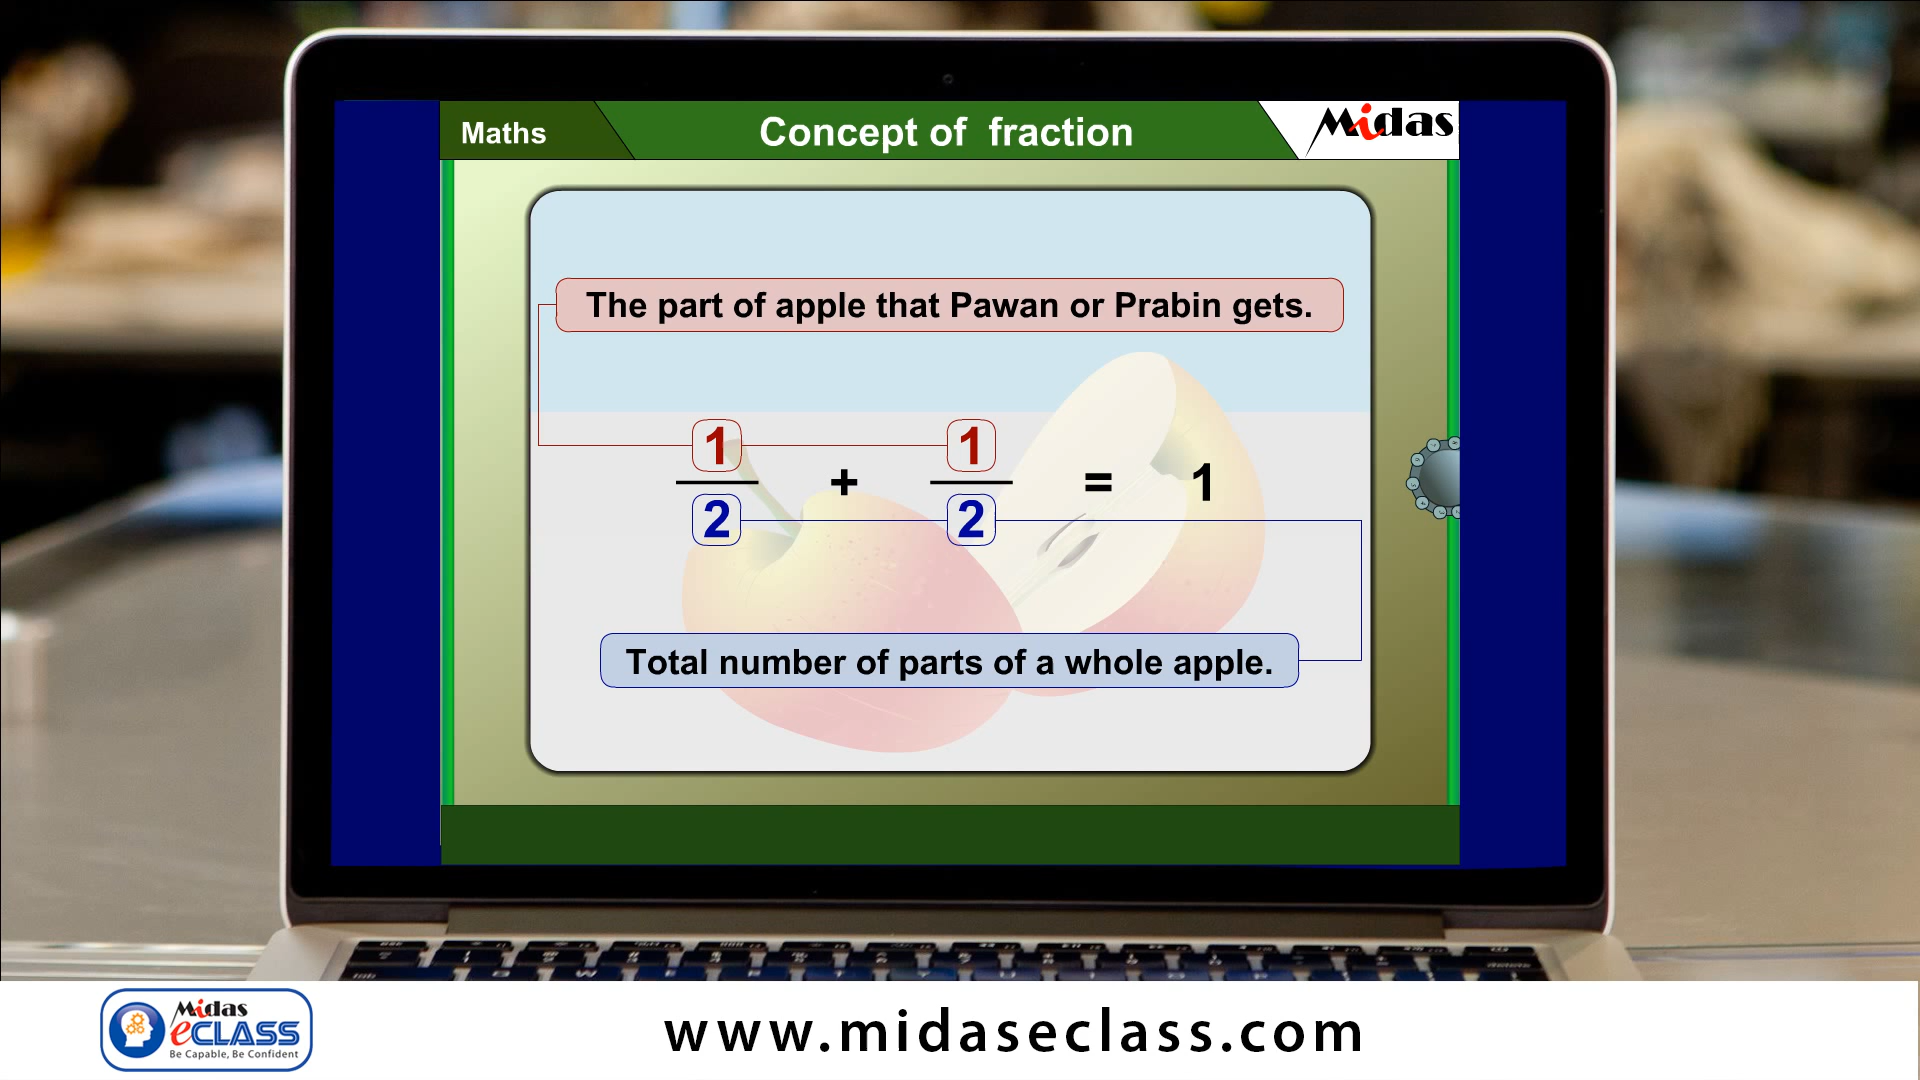 Maths
Concept of fraction
Midas
The part of apple that Pawan or Prabin gets.
1 1
+ = 1
2 2
Total number of parts of a whole apple.
Midas
eCLASS
Be Capable, Be Confident
www.midaseclass.com